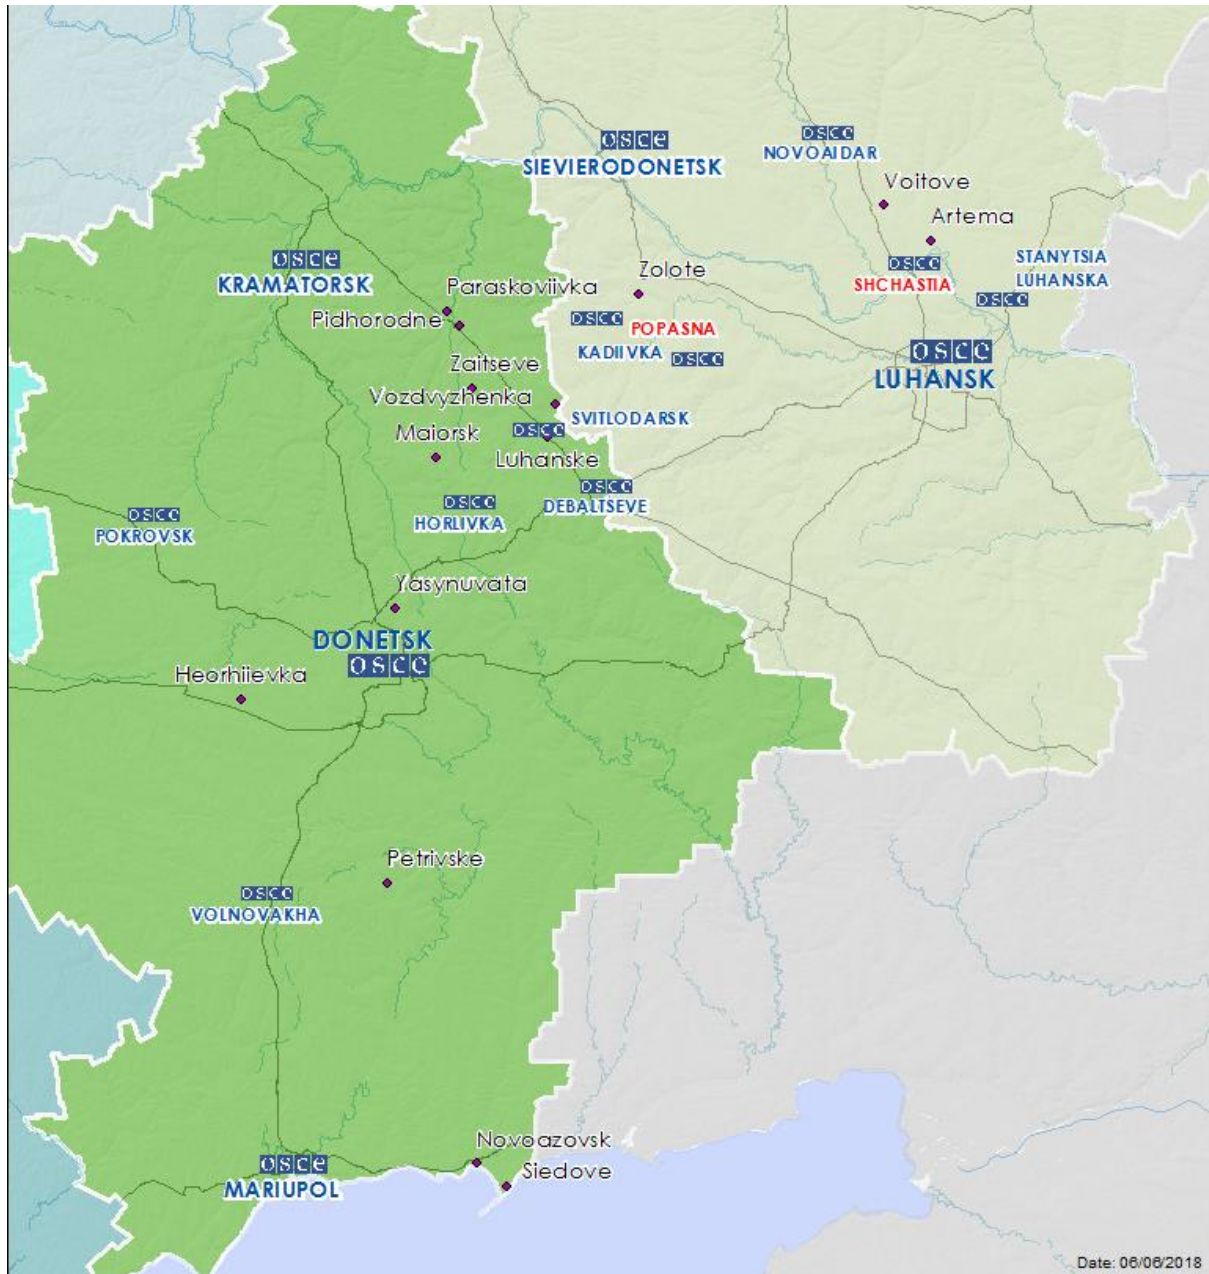 osce
SIEVIERODONETSK
osce
NOVOAIDAR
Voitove
Artema
osce
KRAMATORSK
Paraskoviivka
Pidhorodne
Zolote
osce
SHCHASTIA
STANYTSIA
LUHANSKA
osce
osce
POPASNA
KADIIVKA
osce
osce
LUHANSK
Zaitseve
Vozdvyzhenka
SVITLODARSK
osce
Maiorsk
Luhanske
osce
DEBALTSEVE
osce
HORLIVKA
osce
POKROVSK
Yasynuvata
DONETSK
osce
Heorhiievka
Petrivske
osce
VOLNOVAKHA
Novoazovsk
Siedove
osce
MARIUPOL
Date: 06/06/2018